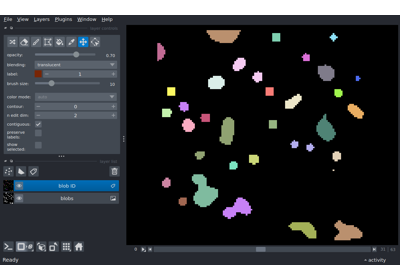 File View Layers Plugins Window Help
opacity: 0.70
blending: translucent
label: 1
brush size: 10
color mode:
contour: 0
n edit dim: 2
contiguous:
preserve labels:
show selected:
blob ID
blobs
Ready
activity